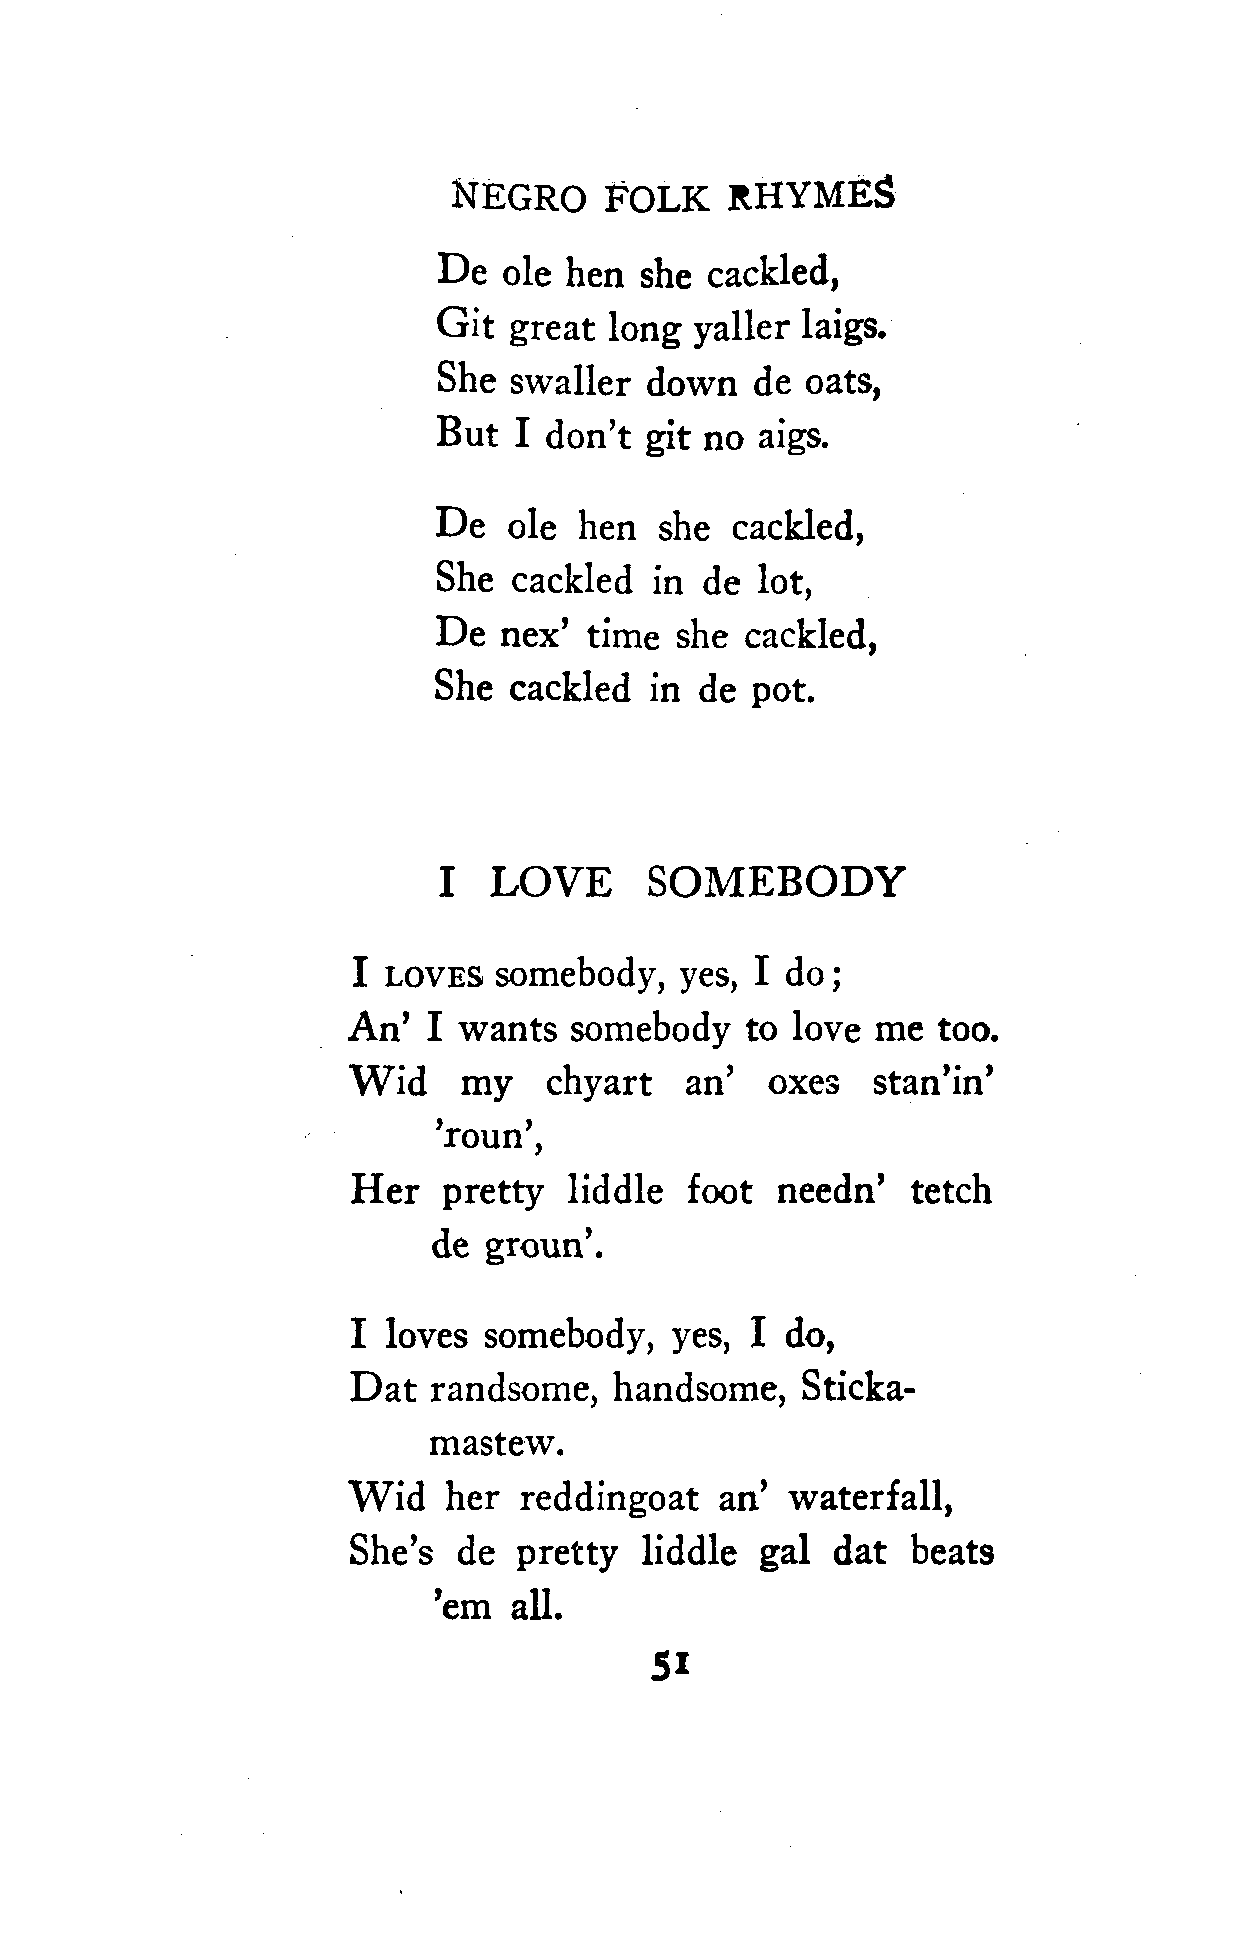 NEGRO FOLK RHYMES
De ole hen she cackled,
Git great long yaller laigs.
She swaller down de oats,
But I don't git no aigs.
De ole hen she cackled,
She cackled in de lot,
De nex' time she cackled,
She cackled in de pot.
I LOVE SOMEBODY
I LOVES somebody, yes, I do;
An' I wants somebody to love me too.
Wid my chyart an' oxes stan'in'
'roun',
Her pretty liddle foot needn' tetch
de groun'.
I loves somebody, yes, I do,
Dat randsome, handsome, Sticka-
mastew.
Wid her reddingoat an' waterfall,
She's de pretty liddle gal dat beats
'em all.
51